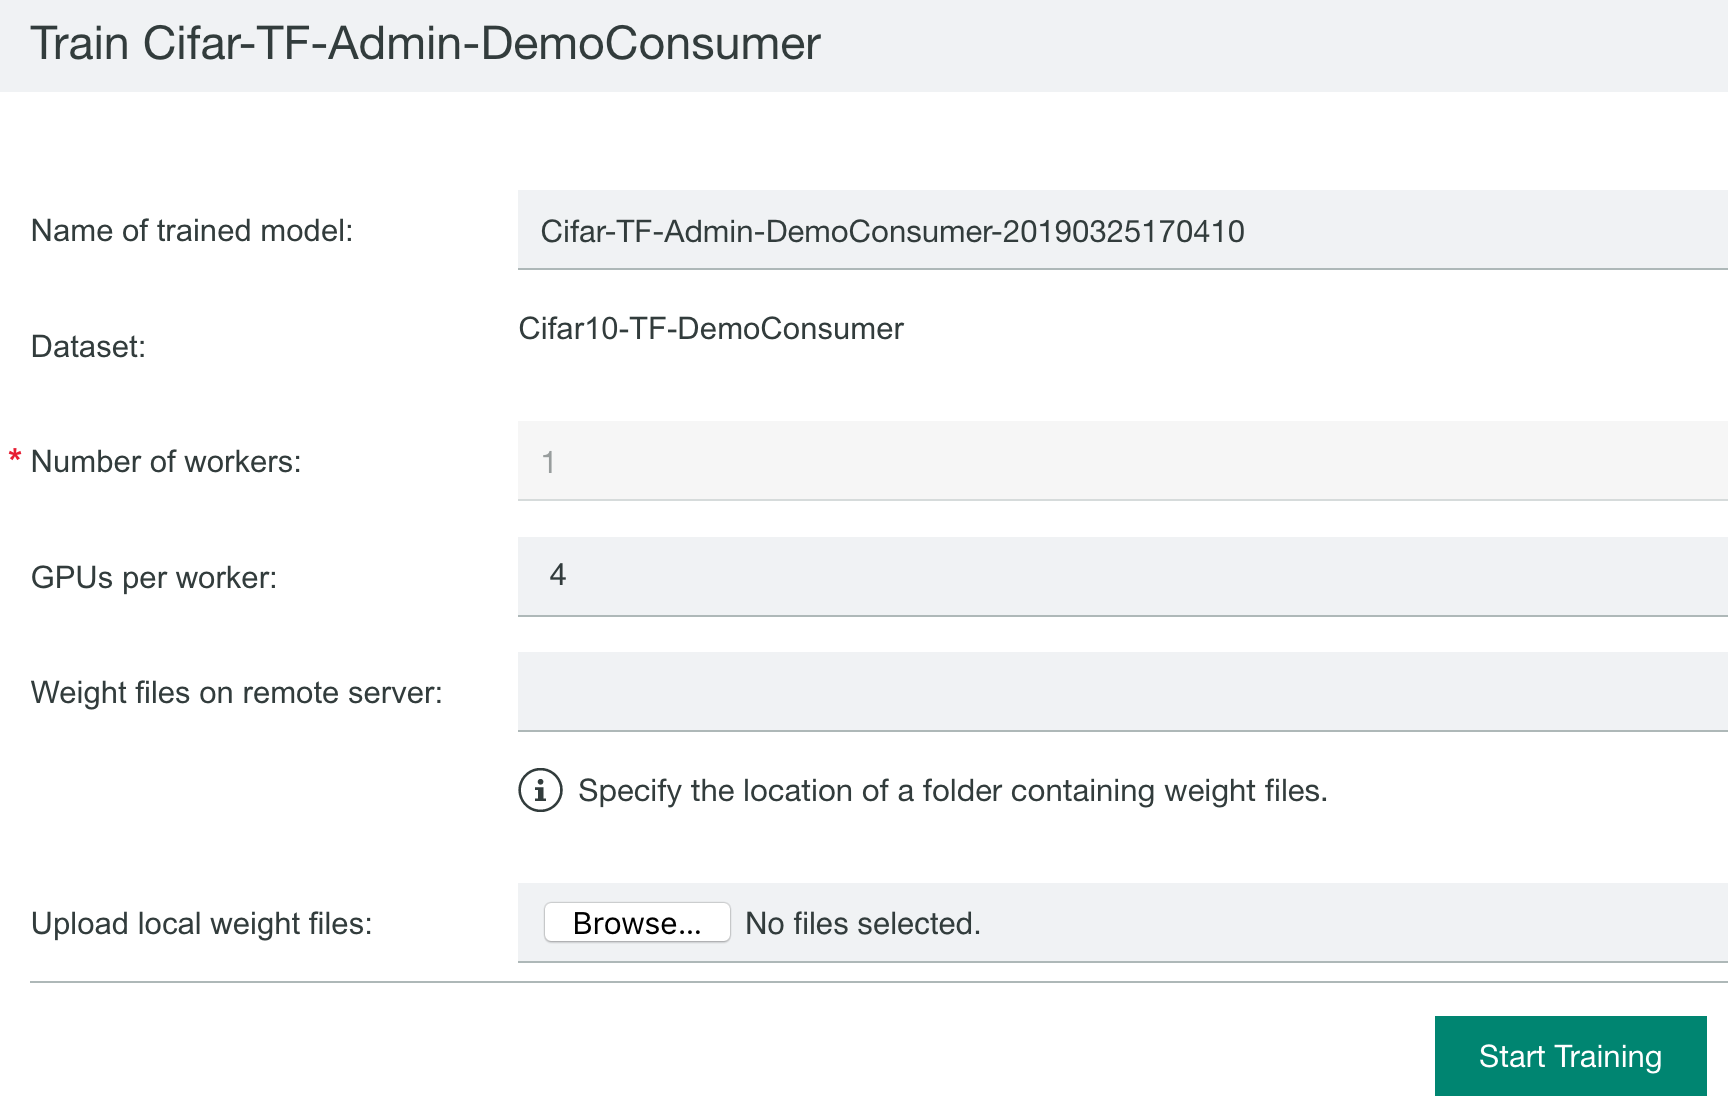 Train Cifar-TF-Admin-DemoConsumer
Name of trained model: Cifar-TF-Admin-DemoConsumer-20190325170410
Dataset: Cifar10-TF-DemoConsumer
* Number of workers: 1
GPUs per worker: 4
Weight files on remote server:
Specify the location of a folder containing weight files.
Upload local weight files: Browse... No files selected.
Start Training